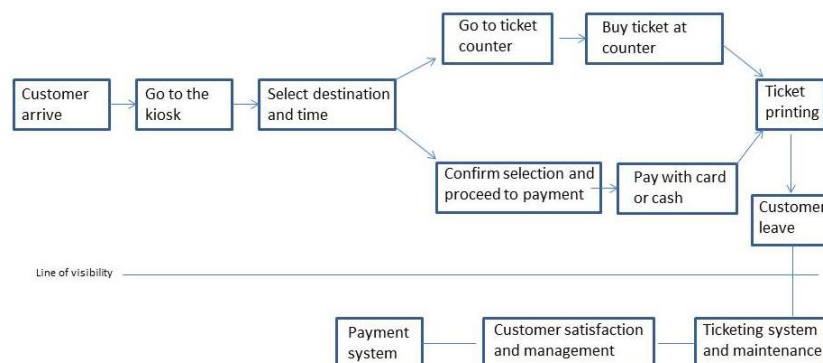 Customer
arrive
Go to the
kiosk
Select destination
and time
Go to ticket
counter
Buy ticket at
counter
Confirm selection and
proceed to payment
Pay with card
or cash
Ticket
printing
Customer
leave
Line of visibility
Payment
system
Customer satisfaction
and management
Ticketing system
and maintenance